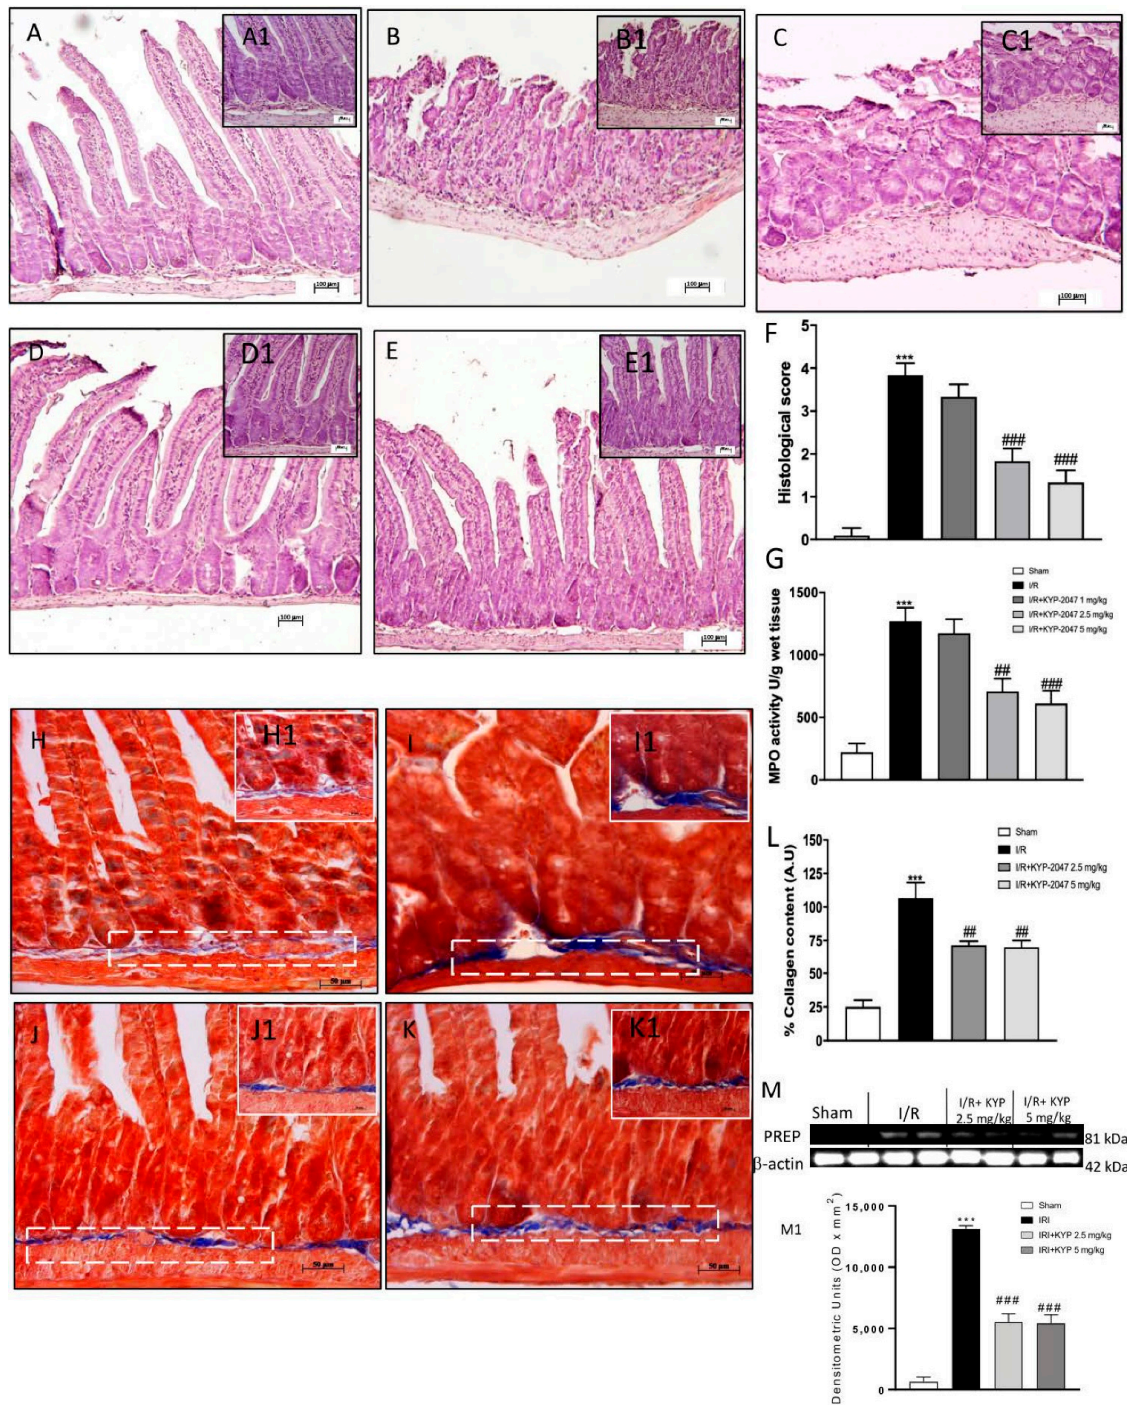 A
A1
B
B1
C
C1
100 µm
100 µm
100 µm
D
D1
E
E1
100 µm
100 µm
F
Histological score
5
4
3
2
1
0
***
###
###
G
MPO activity U/g wet tissue
1500
1000
500
0
***
##
###
Sham
I/R
I/R+KYP-2047 1 mg/kg
I/R+KYP-2047 2.5 mg/kg
I/R+KYP-2047 5 mg/kg
H
H1
I
I1
50 µm
J
J1
K
K1
50 µm
50 µm
L
% Collagen content (A.U)
150
125
100
75
50
25
0
***
##
##
Sham
I/R
I/R+KYP-2047 2.5 mg/kg
I/R+KYP-2047 5 mg/kg
M
Sham
I/R
I/R+ KYP
2.5 mg/kg
I/R+ KYP
5 mg/kg
PREP
81 kDa
β-actin
42 kDa
M1
Densitometric Units (OD x mm²)
15,000
10,000
5,000
0
***
###
###
Sham
IRI
IRI+KYP 2.5 mg/kg
IRI+KYP 5 mg/kg